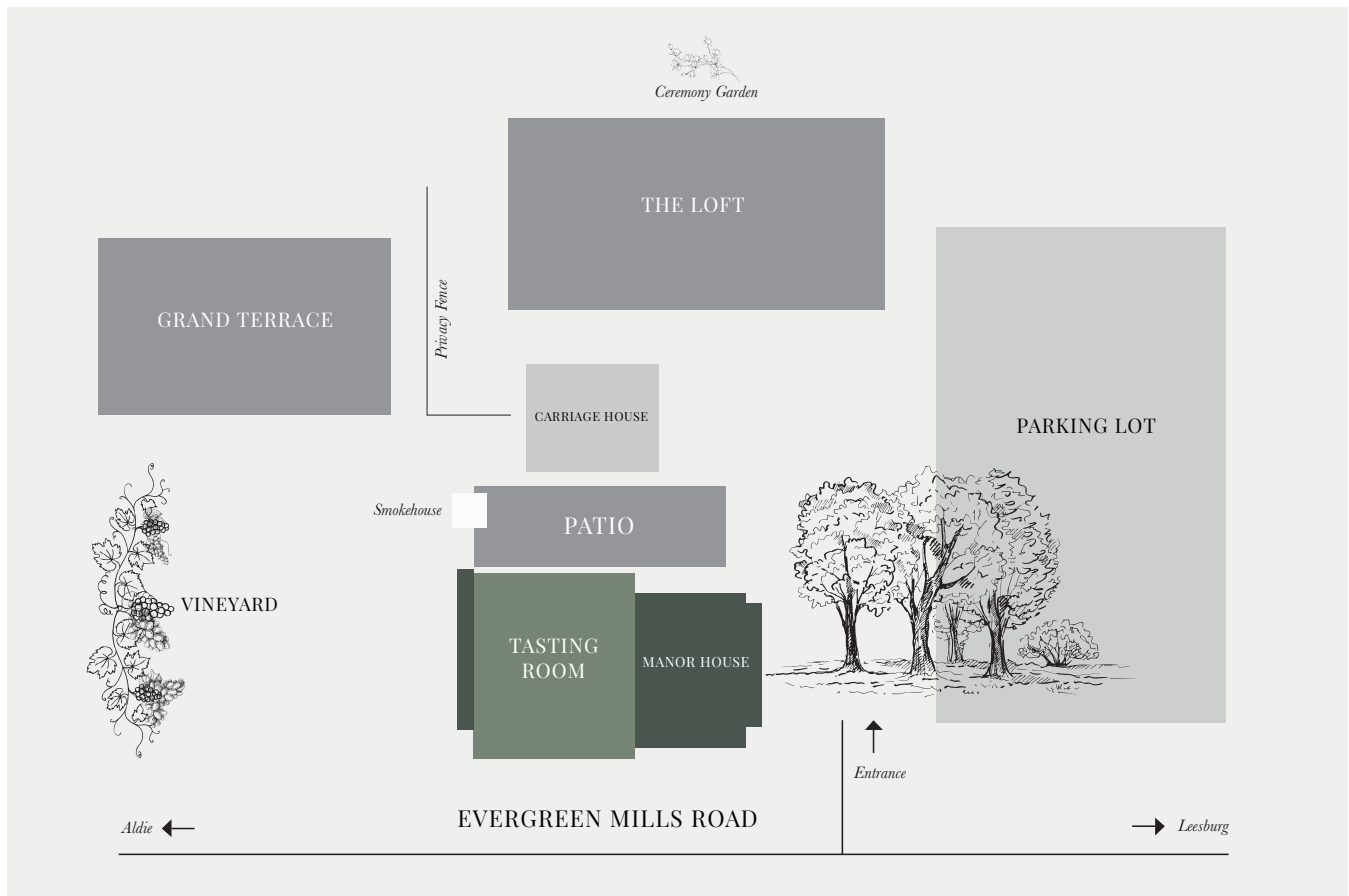 Ceremony Garden
THE LOFT
GRAND TERRACE
Privacy Fence
CARRIAGE HOUSE
PARKING LOT
Smokehouse
PATIO
VINEYARD
TASTING
ROOM
MANOR HOUSE
Entrance
EVERGREEN MILLS ROAD
Aldie
Leesburg